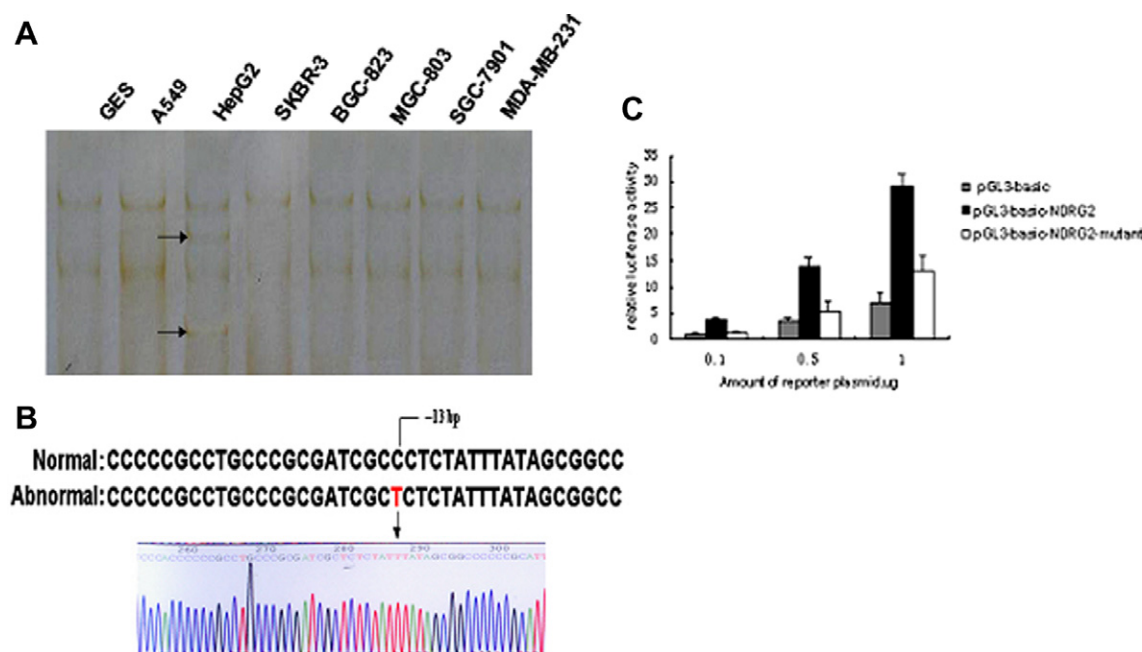 A
GES A549 HepG2 SKBR-3 BGC-823 MGC-803 SGC-7901 MDA-MB-231
B
-13 bp
Normal: CCCCCGCCTGCCCGCGATCGCCCTCTATTTATAGCGGCC
Abnormal: CCCCCGCCTGCCCGCGATCGCTCTCTATTTATAGCGGCC
260 270 280 290 300
C
relative luciferase activity
35
30
25
20
15
10
5
0
0.1 0.5 1
Amount of reporter plasmid,ug
pGL3-basic
pGL3-basic-NDRG2
pGL3-basic-NDRG2-mutant